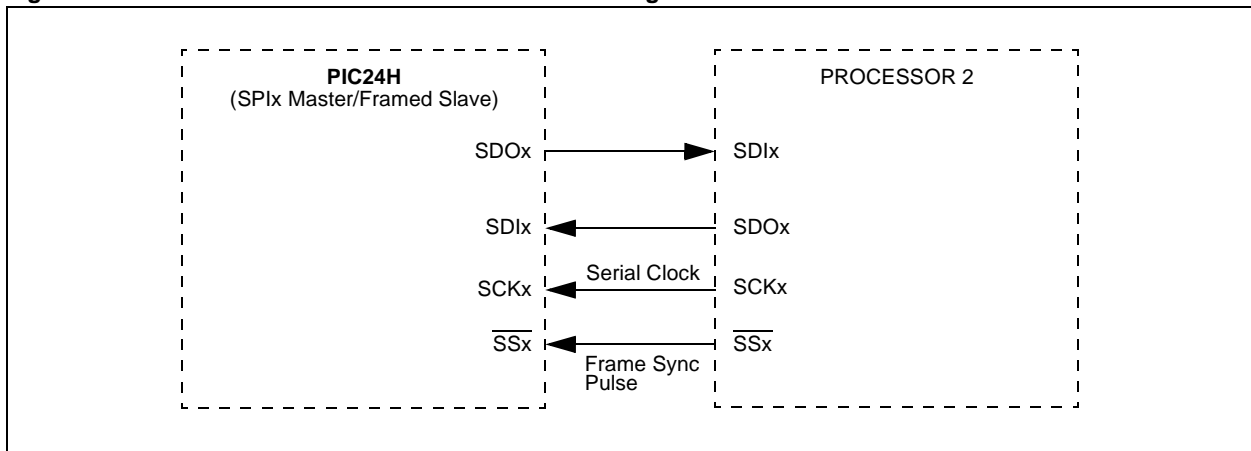 PIC24H
(SPIx Master/Framed Slave)
PROCESSOR 2
SDOx
SDIx
SDIx
SDOx
Serial Clock
SCKx
SCKx
SSx
SSx
Frame Sync
Pulse